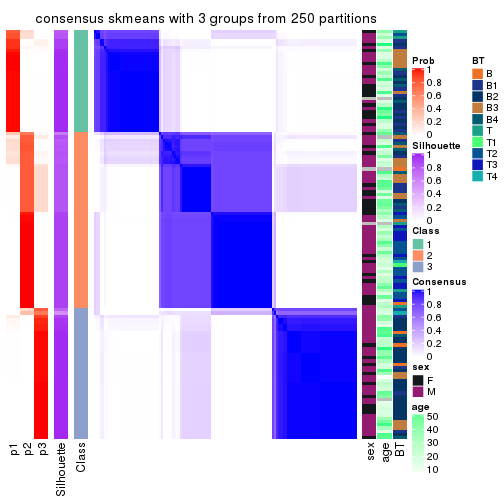 consensus skmeans with 3 groups from 250 partitions
Prob
1
0.8
0.6
0.4
0.2
0
Silhouette
1
0.8
0.6
0.4
0.2
0
Class
1
2
3
Consensus
1
0.8
0.6
0.4
0.2
0
sex
F
M
age
50
40
30
20
10
BT
B
B1
B2
B3
B4
T
T1
T2
T3
T4
p1
p2
p3
Silhouette
Class
sex
age
BT